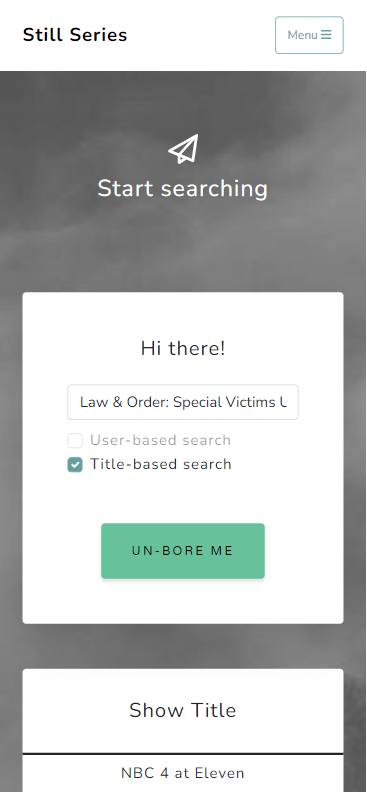 Still Series
Menu
Start searching
Hi there!
Law & Order: Special Victims U
User-based search
Title-based search
UN-BORE ME
Show Title
NBC 4 at Eleven